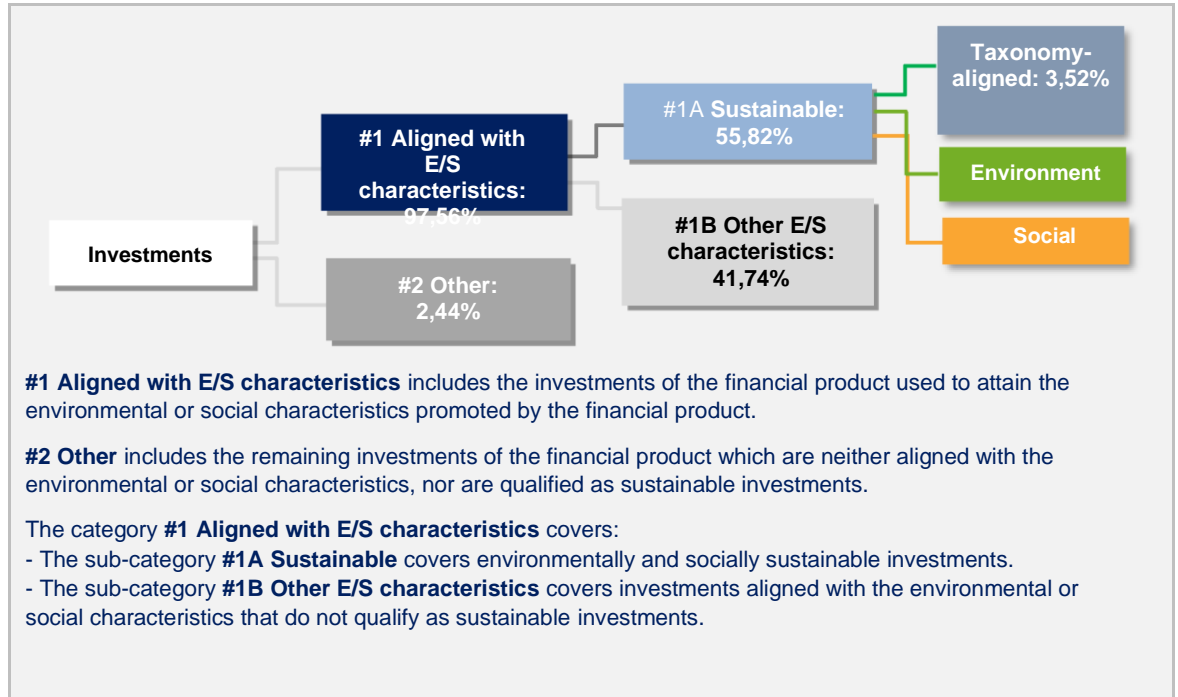 Taxonomy-
aligned: 3,52%
#1A Sustainable:
55,82%
#1 Aligned with
E/S
characteristics:
97,56%
Environment
#1B Other E/S
characteristics:
41,74%
Social
Investments
#2 Other:
2,44%
#1 Aligned with E/S characteristics includes the investments of the financial product used to attain the
environmental or social characteristics promoted by the financial product.
#2 Other includes the remaining investments of the financial product which are neither aligned with the
environmental or social characteristics, nor are qualified as sustainable investments.
The category #1 Aligned with E/S characteristics covers:
- The sub-category #1A Sustainable covers environmentally and socially sustainable investments.
- The sub-category #1B Other E/S characteristics covers investments aligned with the environmental or
social characteristics that do not qualify as sustainable investments.